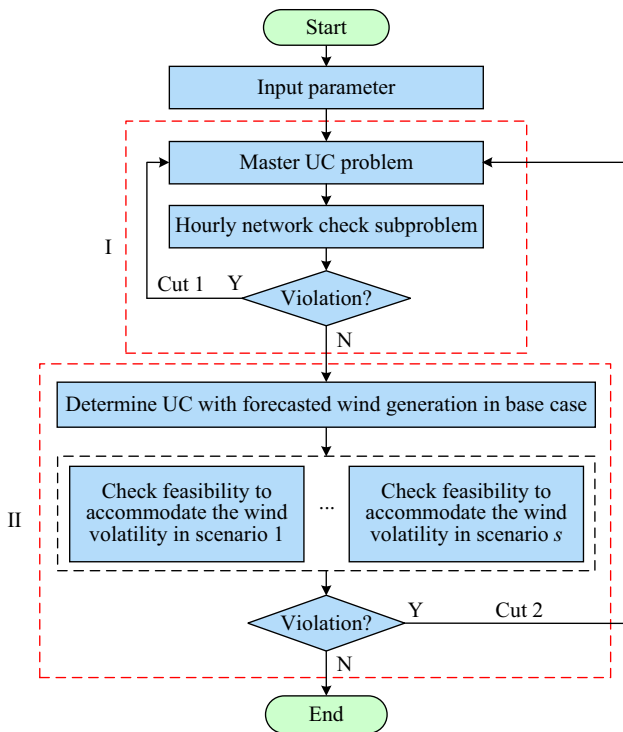 Start
Input parameter
Master UC problem
Hourly network check subproblem
I
Cut 1
Y
Violation?
N
Determine UC with forecasted wind generation in base case
II
Check feasibility to
accommodate the wind
volatility in scenario 1
...
Check feasibility to
accommodate the wind
volatility in scenario s
Violation?
Y
Cut 2
N
End